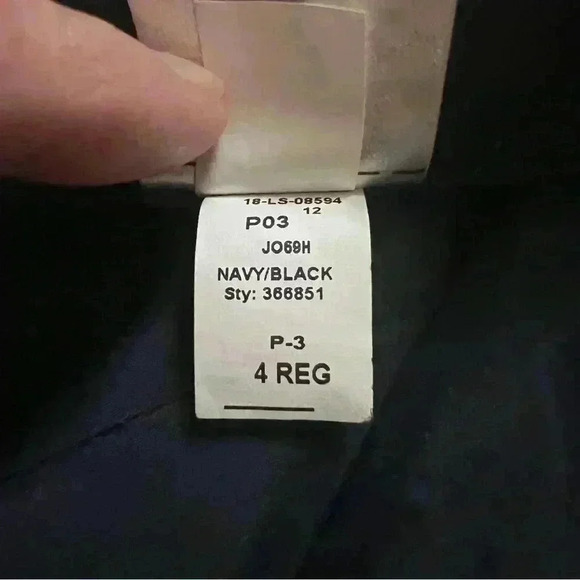 18-LS-08594
12
P03
JO69H
NAVY/BLACK
Sty: 366851
P-3
4 REG